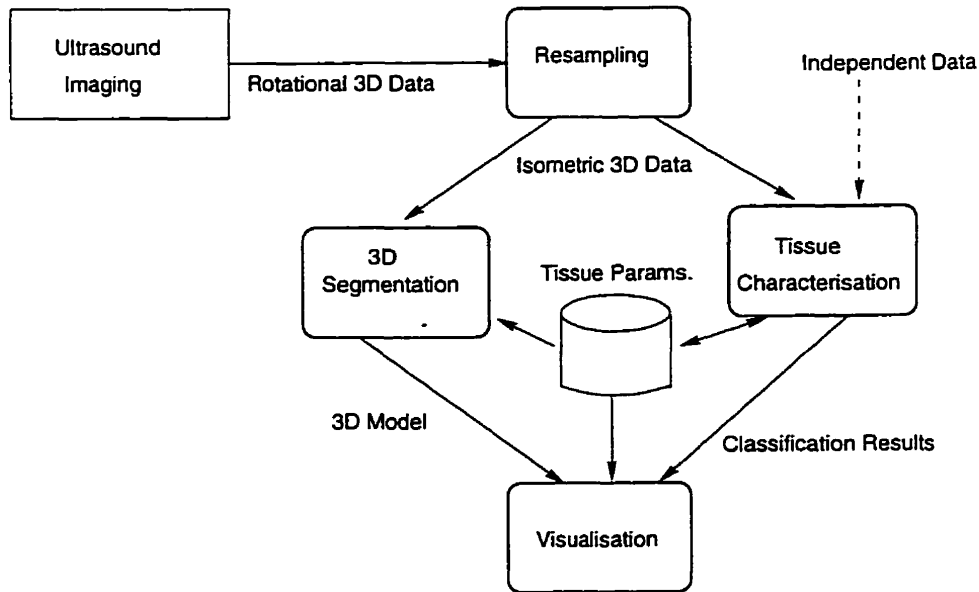 Ultrasound
Imaging
Rotational 3D Data
Resampling
Independent Data
Isometric 3D Data
3D
Segmentation
Tissue Params.
Tissue
Characterisation
3D Model
Classification Results
Visualisation